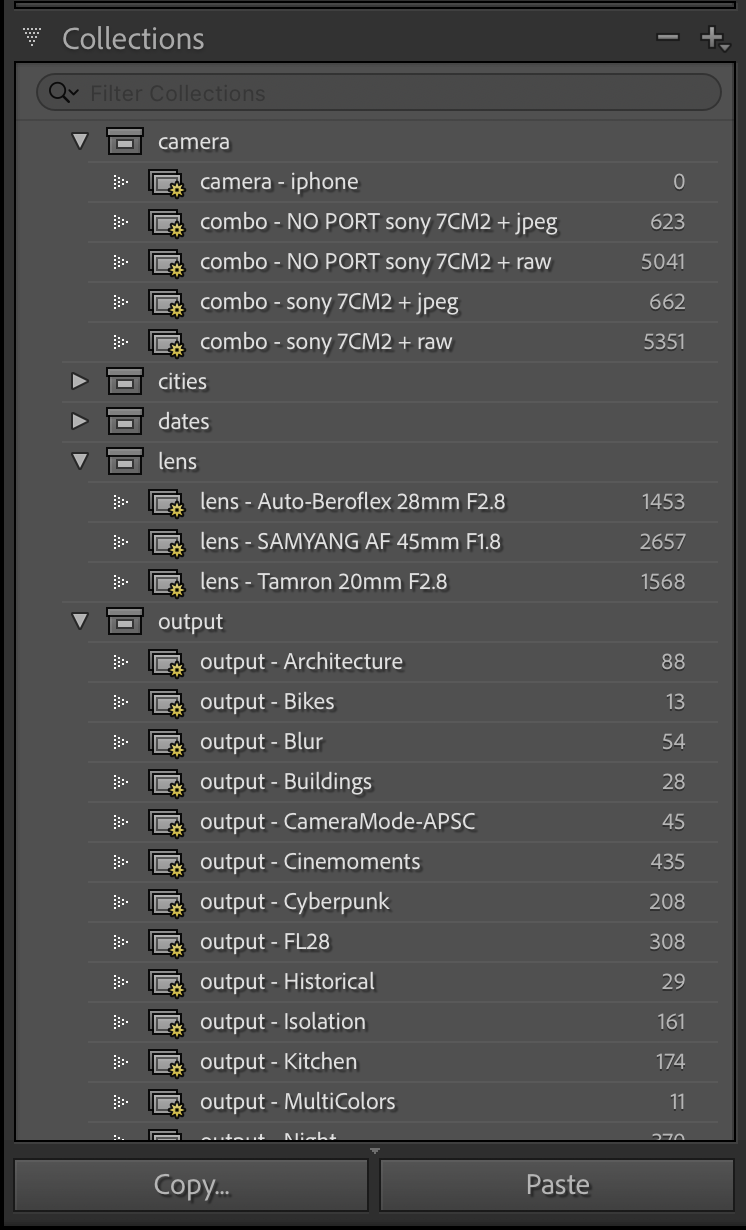 Collections
Filter Collections
camera
camera - iphone 0
combo - NO PORT sony 7CM2 + jpeg 623
combo - NO PORT sony 7CM2 + raw 5041
combo - sony 7CM2 + jpeg 662
combo - sony 7CM2 + raw 5351
cities
dates
lens
lens - Auto-Beroflex 28mm F2.8 1453
lens - SAMYANG AF 45mm F1.8 2657
lens - Tamron 20mm F2.8 1568
output
output - Architecture 88
output - Bikes 13
output - Blur 54
output - Buildings 28
output - CameraMode-APSC 45
output - Cinemoments 435
output - Cyberpunk 208
output - FL28 308
output - Historical 29
output - Isolation 161
output - Kitchen 174
output - MultiColors 11
output - Night
Copy... Paste